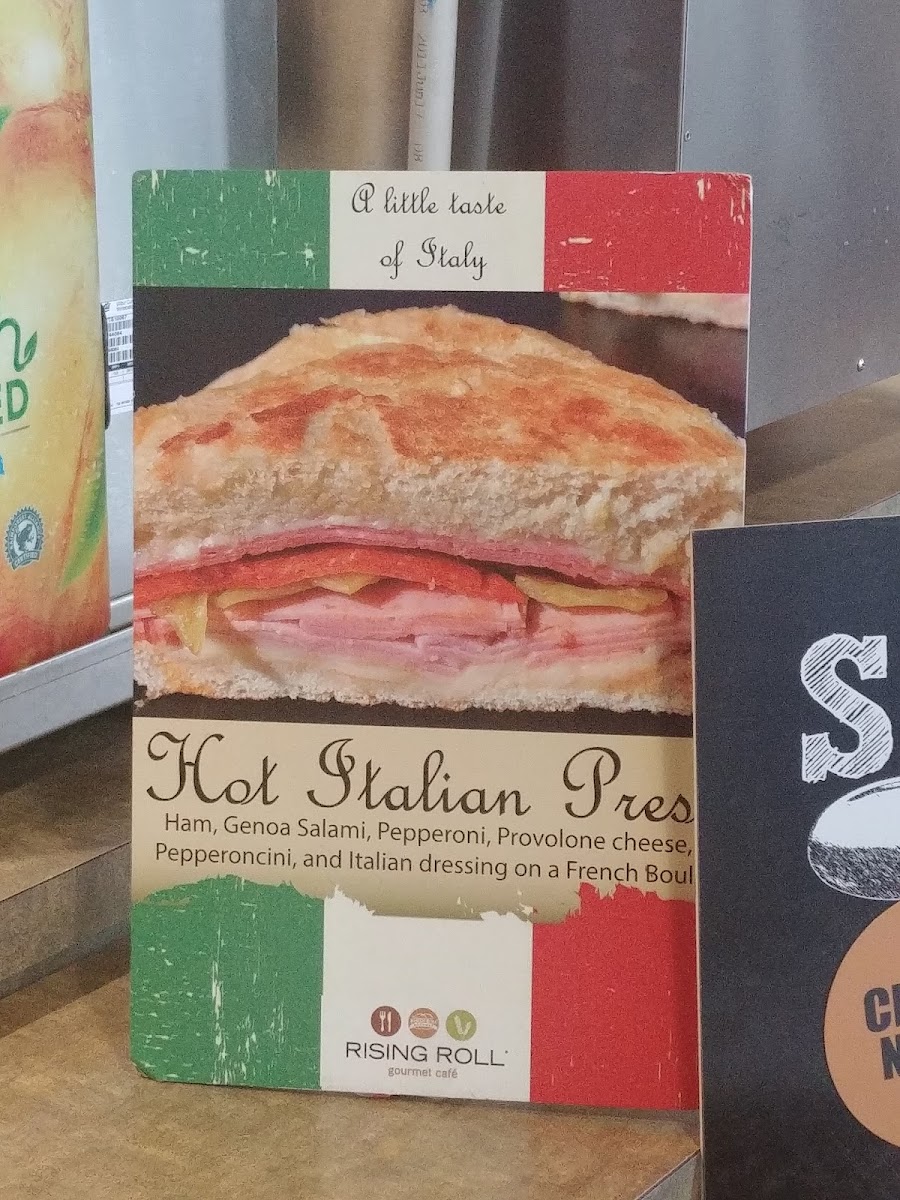 A little taste
of Italy
Hot Italian Pres
Ham, Genoa Salami, Pepperoni, Provolone cheese,
Pepperoncini, and Italian dressing on a French Boul
RISING ROLL
gourmet café
S